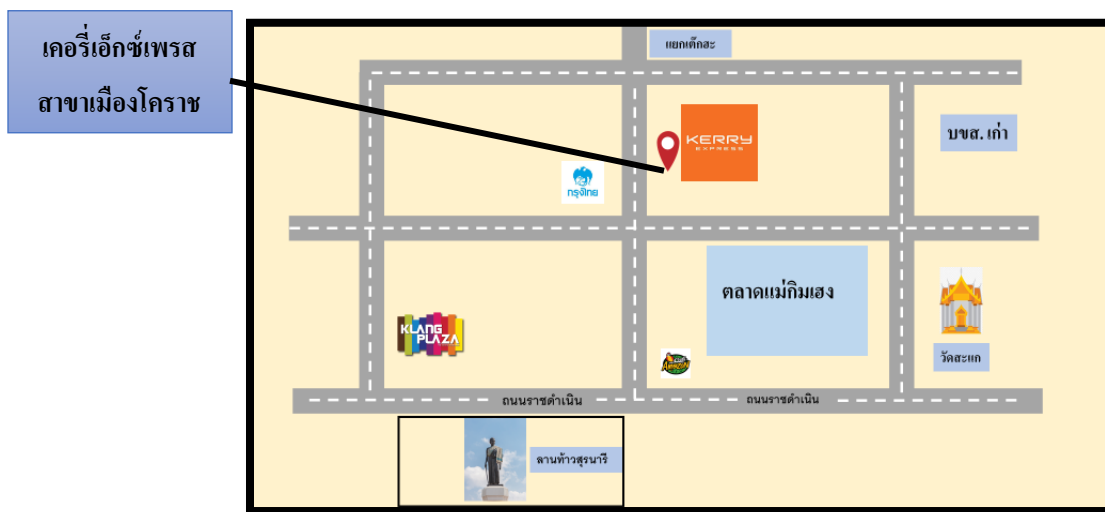 เคอรี่เอ็กซ์เพรส
สาขาเมืองโคราช
แยกเต๊กฮะ
KERRY
EXPRESS
บขส. เก่า
กรุงไทย
ตลาดแม่กิมเฮง
KLANG
PLAZA
Amazon
วัดสะแก
ถนนราชดำเนิน
ถนนราชดำเนิน
ลานท้าวสุรนารี